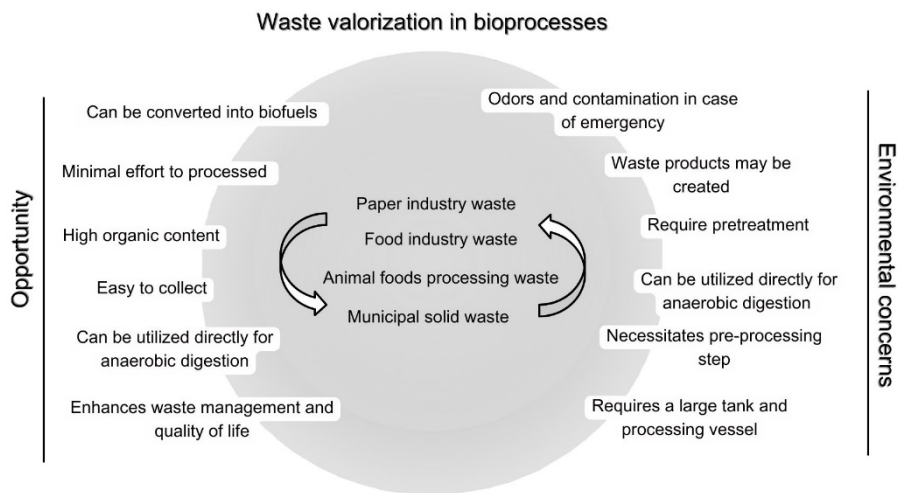 Waste valorization in bioprocesses
Opportunity
Can be converted into biofuels
Minimal effort to processed
High organic content
Easy to collect
Can be utilized directly for
anaerobic digestion
Enhances waste management and
quality of life
Paper industry waste
Food industry waste
Animal foods processing waste
Municipal solid waste
Odors and contamination in case
of emergency
Waste products may be
created
Require pretreatment
Can be utilized directly for
anaerobic digestion
Necessitates pre-processing
step
Requires a large tank and
processing vessel
Environmental concerns